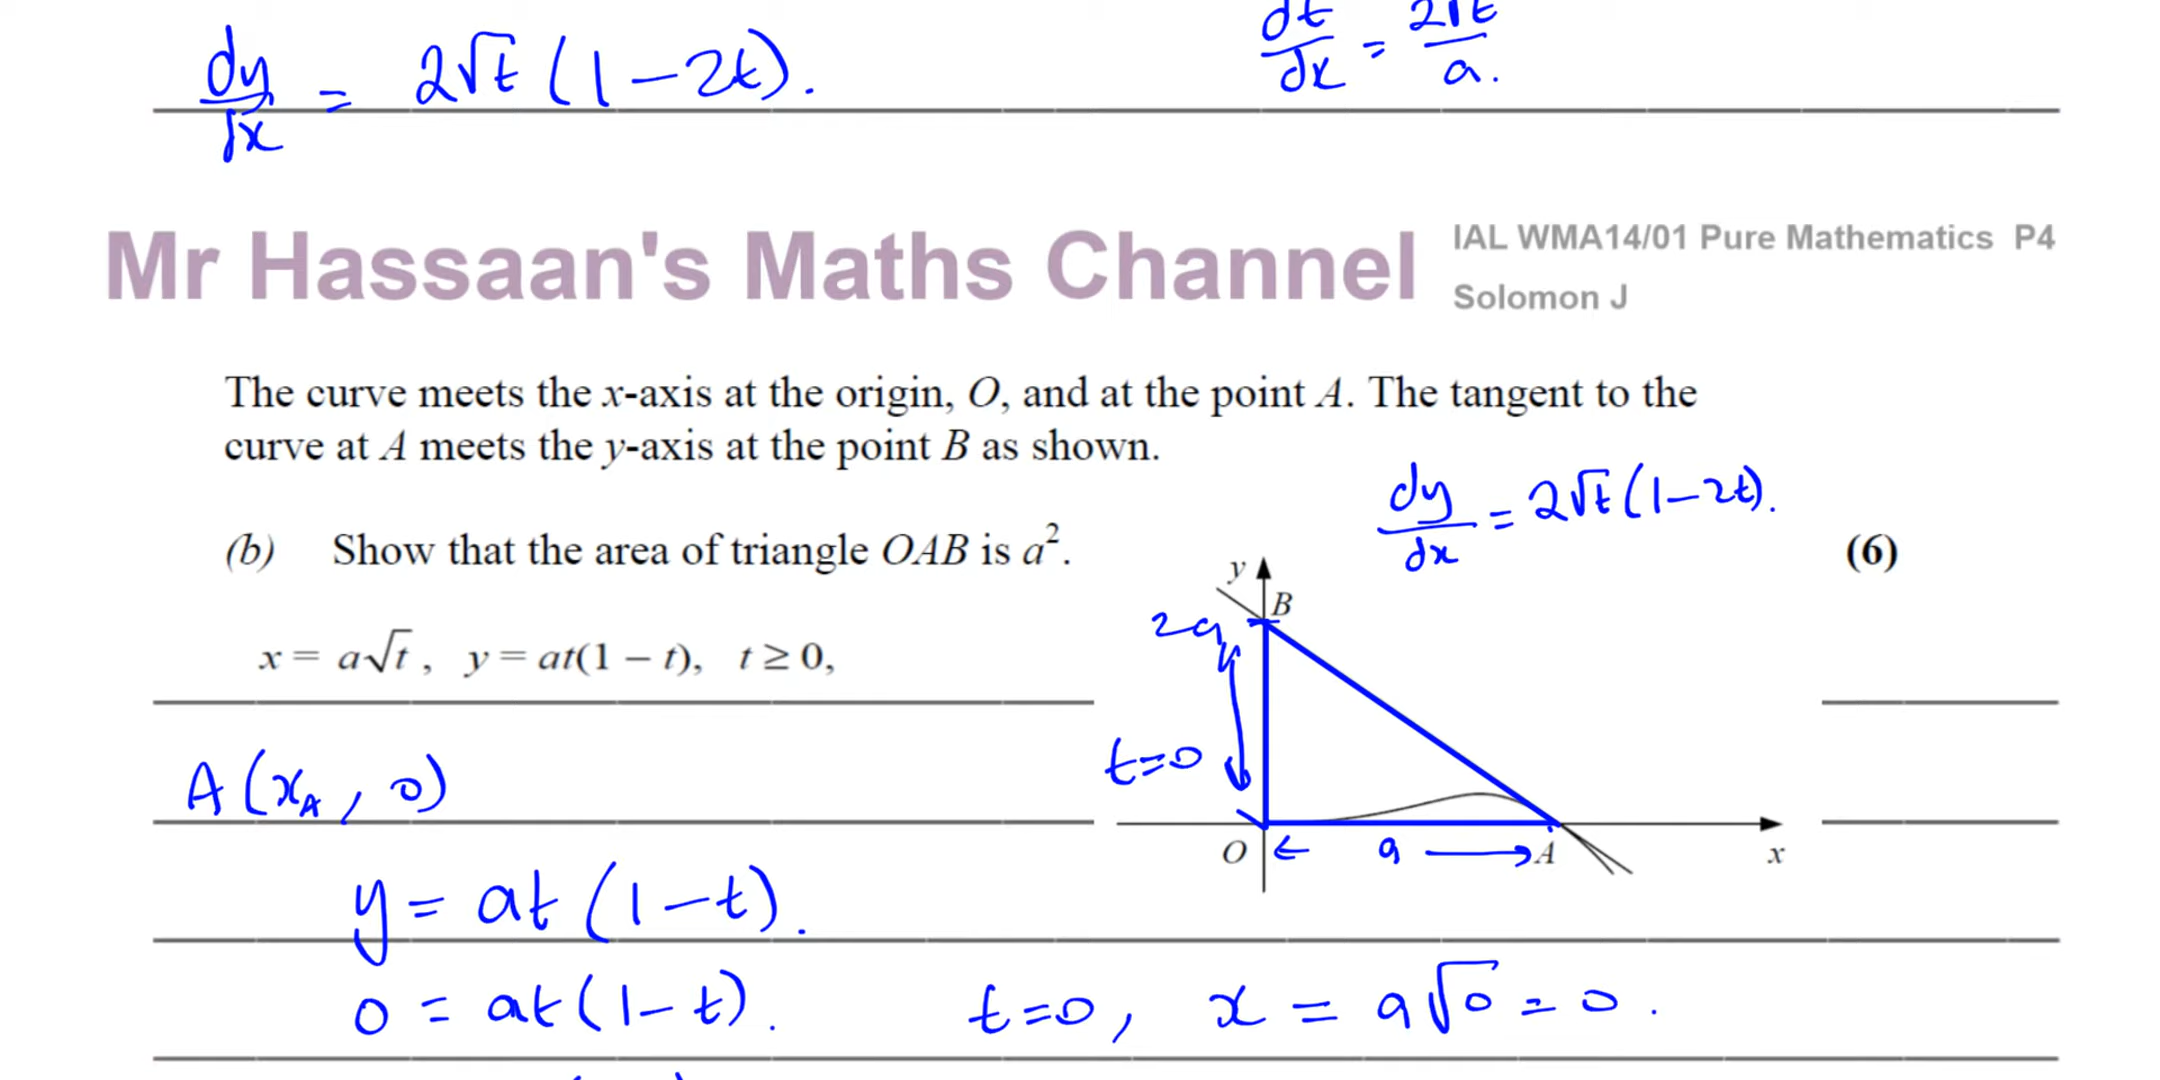 dy/dx = 2√t (1-2t).
dt/dx = 2√t/a.
Mr Hassaan's Maths Channel
IAL WMA14/01 Pure Mathematics P4
Solomon J
The curve meets the x-axis at the origin, O, and at the point A. The tangent to the
curve at A meets the y-axis at the point B as shown.
dy/dx = 2√t (1-2t).
(b) Show that the area of triangle OAB is a².
(6)
y
B
2a
x = a√t, y = at(1 – t), t ≥ 0,
t=0
A(x_A, 0)
O
a
A
x
y = at (1-t).
0 = at (1-t).
t=0, x = a√0 = 0.